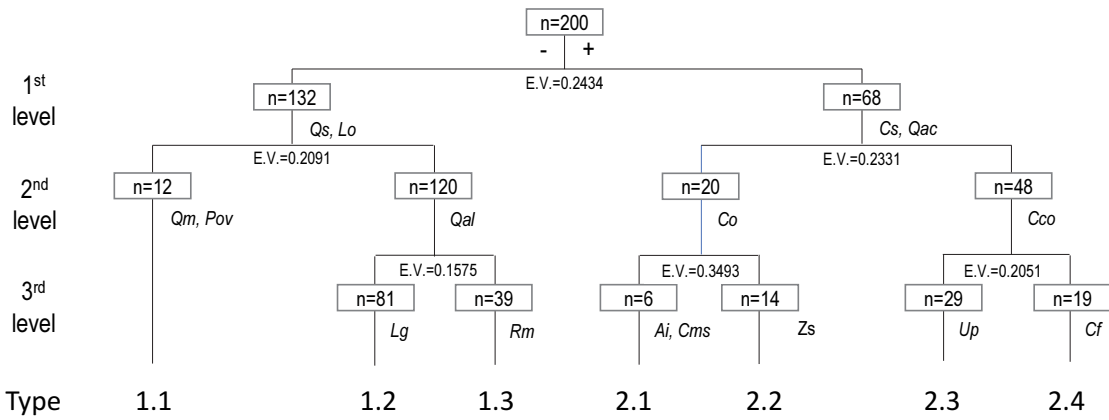 n=200
- +
E.V.=0.2434
1st level
n=132
n=68
Qs, Lo
Cs, Qac
E.V.=0.2091
E.V.=0.2331
2nd level
n=12
n=120
n=20
n=48
Qm, Pov
Qal
Co
Cco
E.V.=0.1575
E.V.=0.3493
E.V.=0.2051
3rd level
n=81
n=39
n=6
n=14
n=29
n=19
Lg
Rm
Ai, Cms
Zs
Up
Cf
Type 1.1 1.2 1.3 2.1 2.2 2.3 2.4